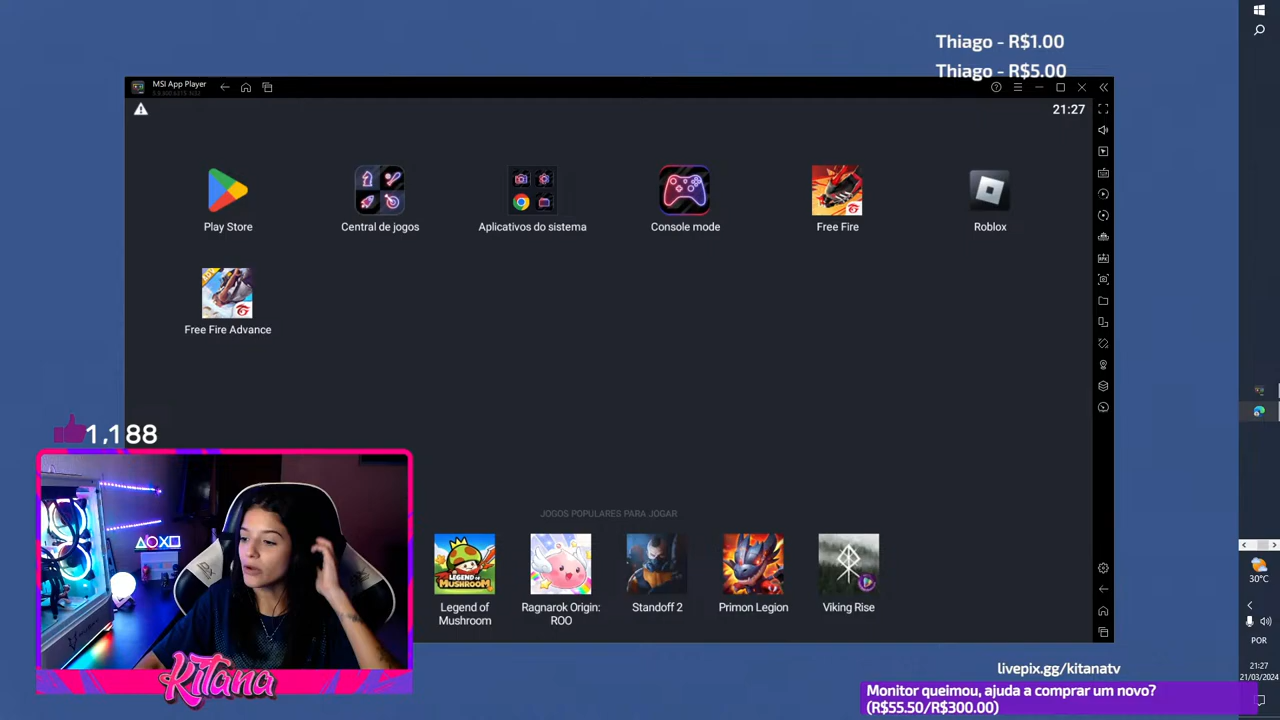 Thiago - R$1.00
Thiago - R$5.00
MSI App Player
21:27
Play Store
Central de jogos
Aplicativos do sistema
Console mode
Free Fire
Roblox
Free Fire Advance
1,188
JOGOS POPULARES PARA JOGAR
LEGEND OF MUSHROOM
Legend of
Mushroom
Ragnarok Origin:
ROO
Standoff 2
Primon Legion
Viking Rise
Kitana
30°C
POR
21:27
21/03/2024
livepix.gg/kitanatv
Monitor queimou, ajuda a comprar um novo?
(R$55.50/R$300.00)